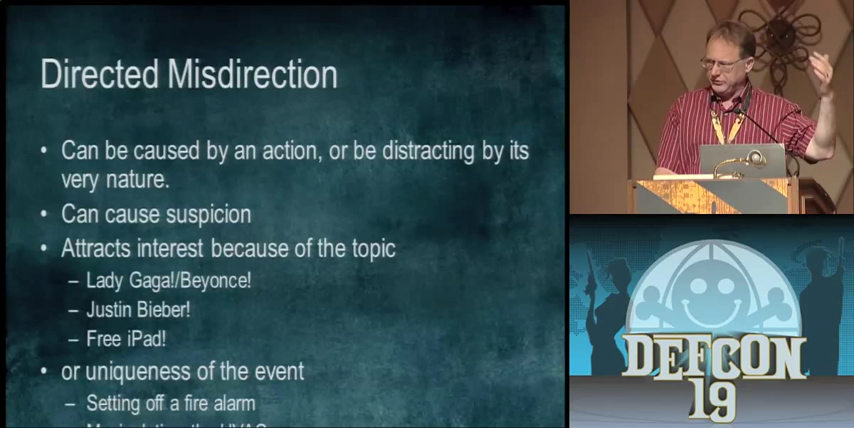 Directed Misdirection
• Can be caused by an action, or be distracting by its
very nature.
• Can cause suspicion
• Attracts interest because of the topic
– Lady Gaga!/Beyonce!
– Justin Bieber!
– Free iPad!
• or uniqueness of the event
– Setting off a fire alarm
DEFCON
19